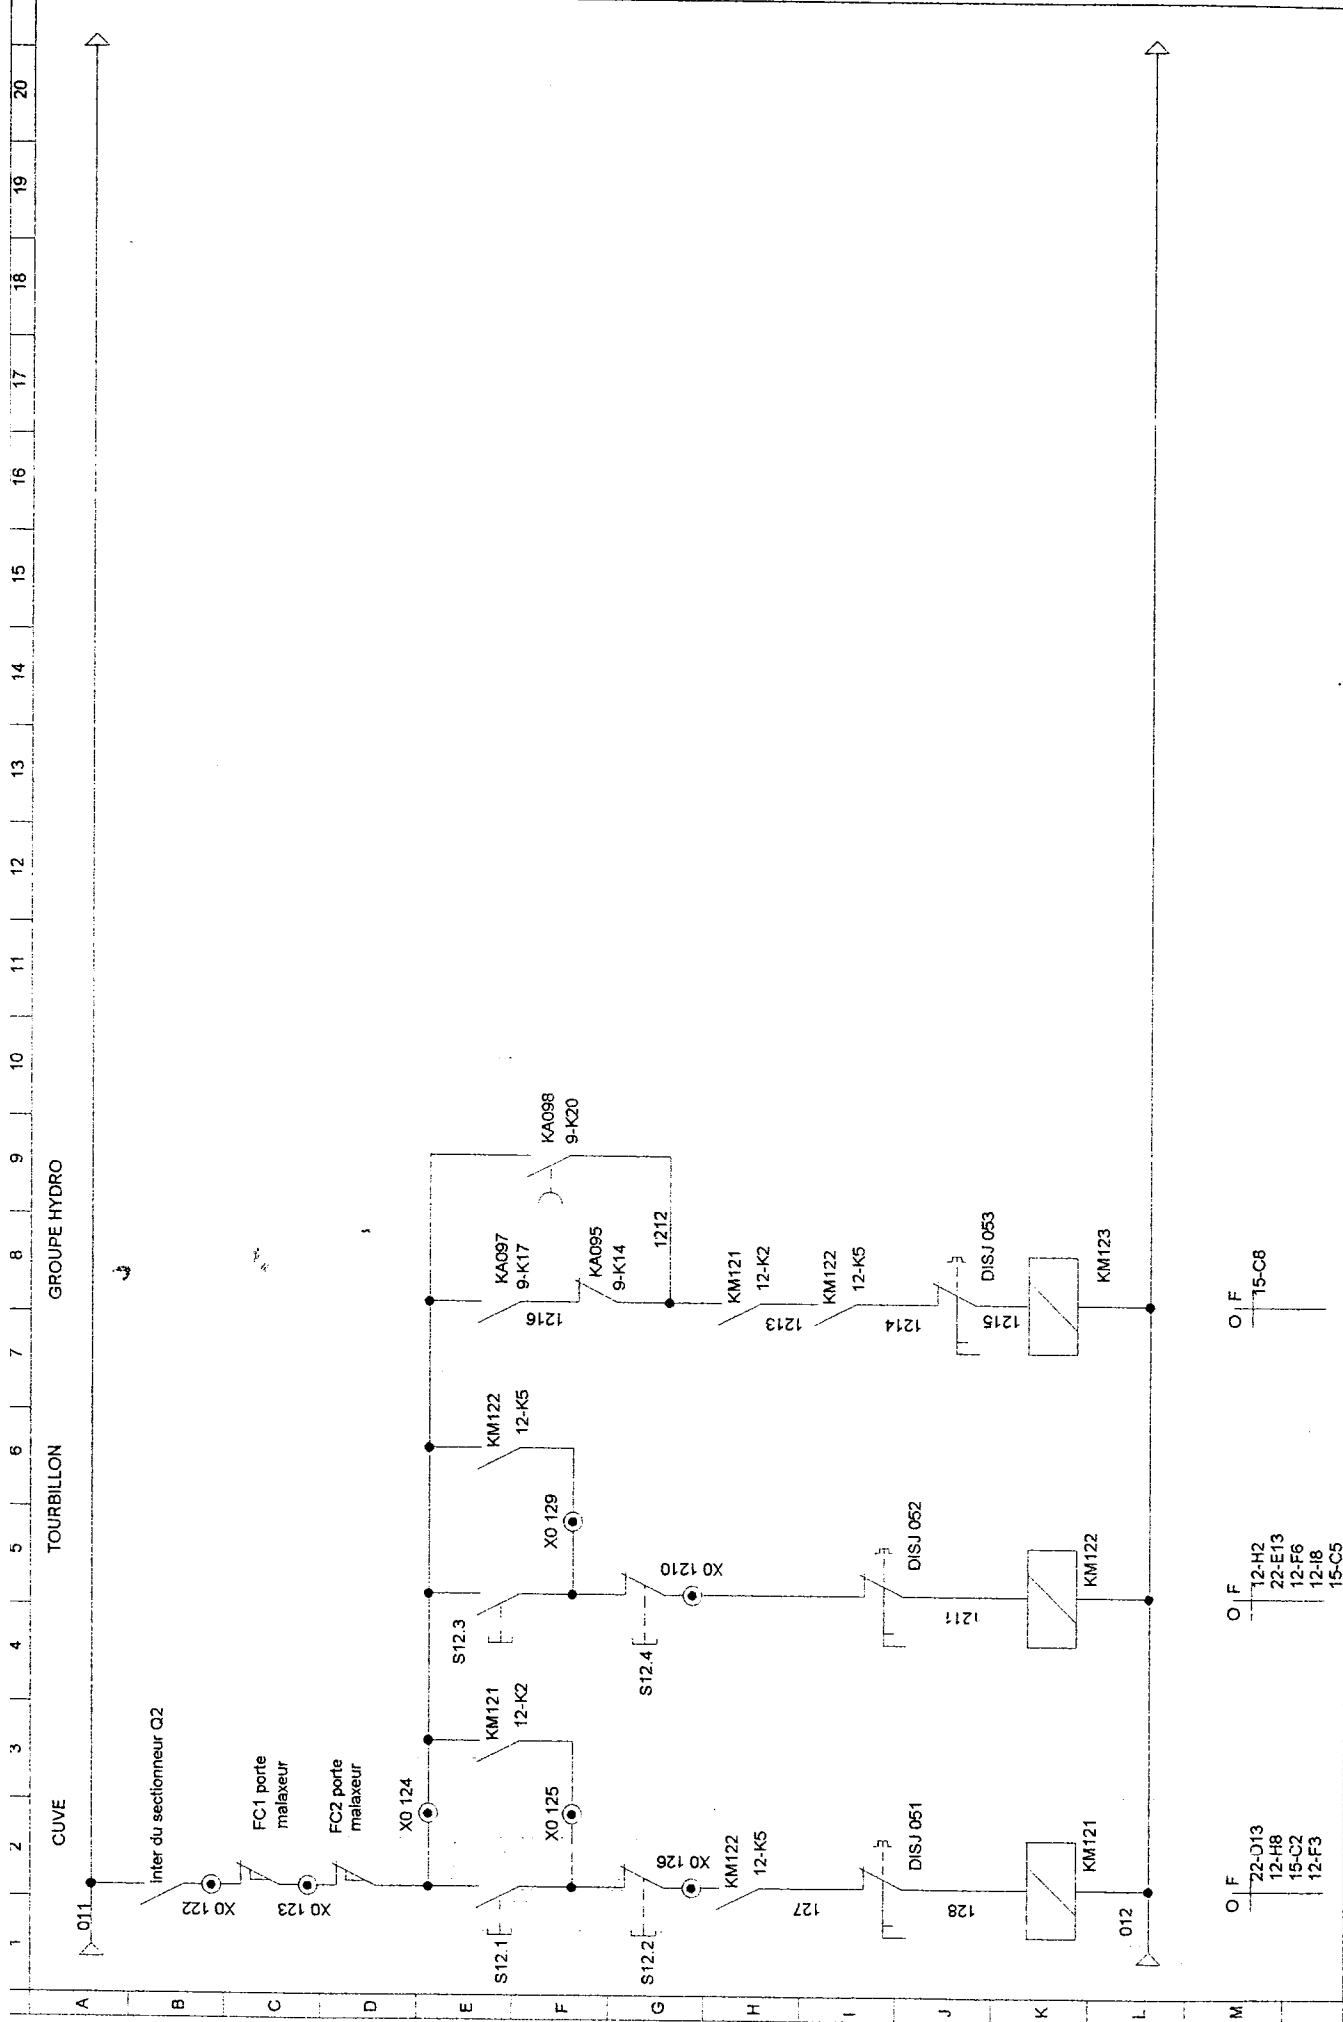 1 2 3 4 5 6 7 8 9 10 11 12 13 14 15 16 17 18 19 20
CUVE
TOURBILLON
GROUPE HYDRO
A
011
B
Inter du sectionneur Q2
X0 122
C
FC1 porte
malaxeur
X0 123
D
FC2 porte
malaxeur
X0 124
E
S12.1
KM121
12-K2
S12.3
KM122
12-K5
KA097
9-K17
1216
F
X0 125
X0 129
KA095
9-K14
KA098
9-K20
G
S12.2
X0 126
S12.4
X0 1210
1212
H
KM122
12-K5
KM121
12-K2
1213
I
127
KM122
12-K5
1214
J
DISJ 051
128
DISJ 052
1211
DISJ 053
1215
K
KM121
KM122
KM123
L
012
M
O F
22-D13
12-H8
15-C2
12-F3
O F
12-H2
22-E13
12-F6
12-I8
15-C5
O F
15-C8